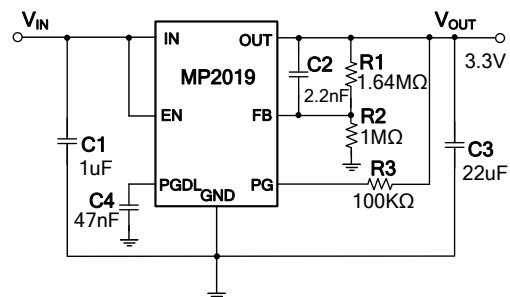 VIN
VOUT
IN
OUT
C2
2.2nF
R1
1.64MΩ
3.3V
MP2019
EN
FB
R2
1MΩ
C1
1uF
C3
22uF
PGDL
GND
PG
R3
100KΩ
C4
47nF